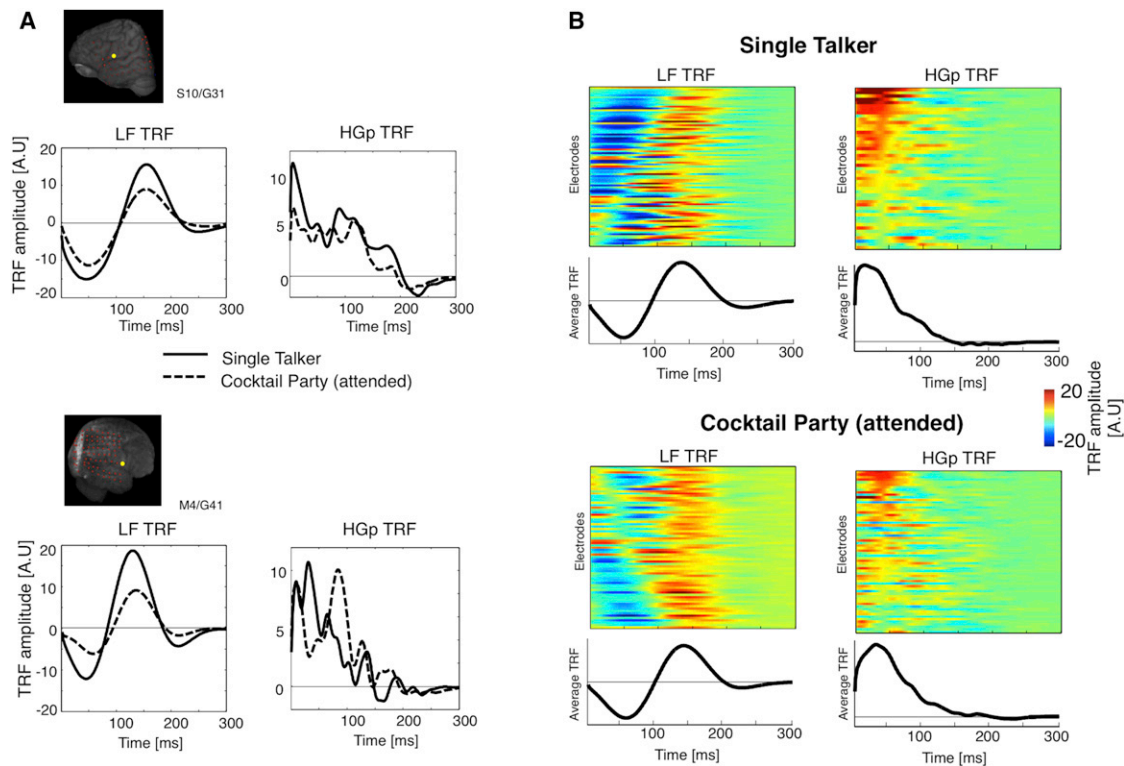 A
S10/G31
LF TRF
HGp TRF
TRF amplitude [A.U]
20
10
0
-10
-20
100
200
300
Time [ms]
10
5
0
100
200
300
Time [ms]
Single Talker
Cocktail Party (attended)
M4/G41
LF TRF
HGp TRF
TRF amplitude [A.U]
20
10
0
-10
-20
100
200
300
Time [ms]
10
5
0
100
200
300
Time [ms]
B
Single Talker
LF TRF
HGp TRF
Electrodes
Electrodes
Average TRF
100
200
300
Time [ms]
Average TRF
100
200
300
Time [ms]
20
-20
TRF amplitude
[A.U]
Cocktail Party (attended)
LF TRF
HGp TRF
Electrodes
Electrodes
Average TRF
100
200
300
Time [ms]
Average TRF
100
200
300
Time [ms]